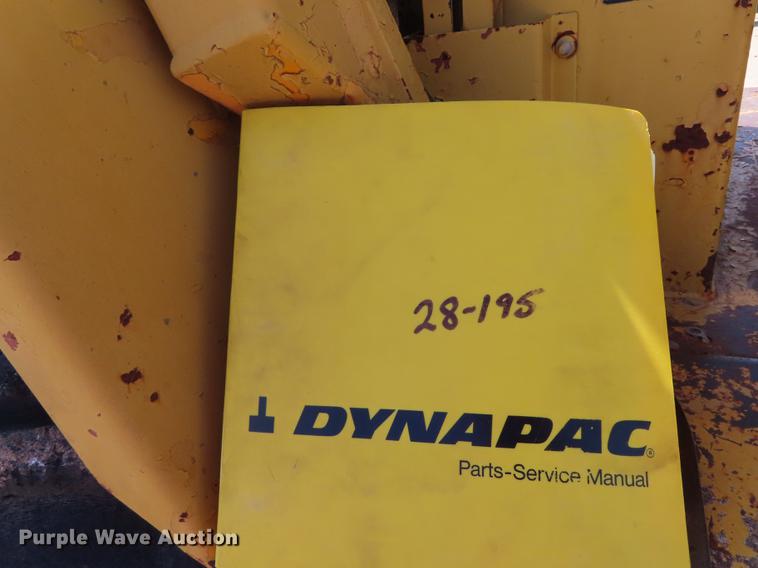 28-195
DYNAPAC®
Parts-Service Manual
Purple Wave Auction